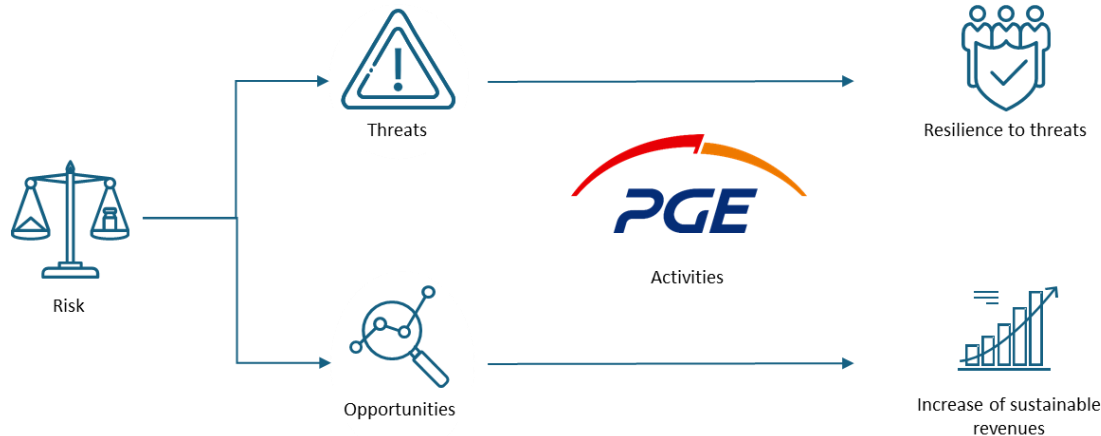 Threats
Resilience to threats
PGE
Activities
Risk
Opportunities
Increase of sustainable
revenues